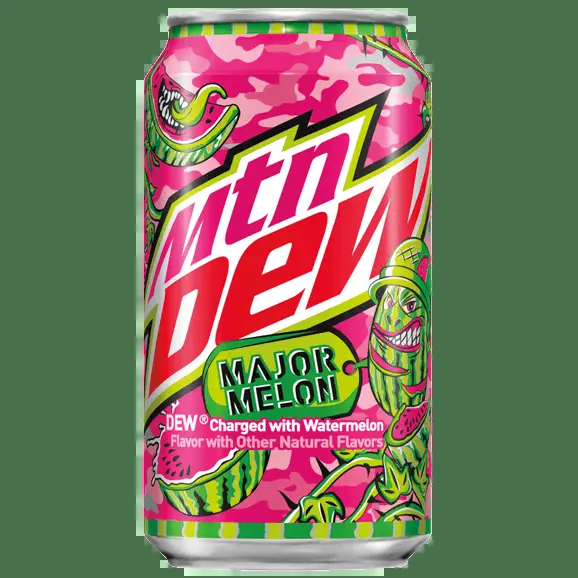 Mtn
Dew
MAJOR
MELON
DEW® Charged with Watermelon
Flavor with Other Natural Flavors